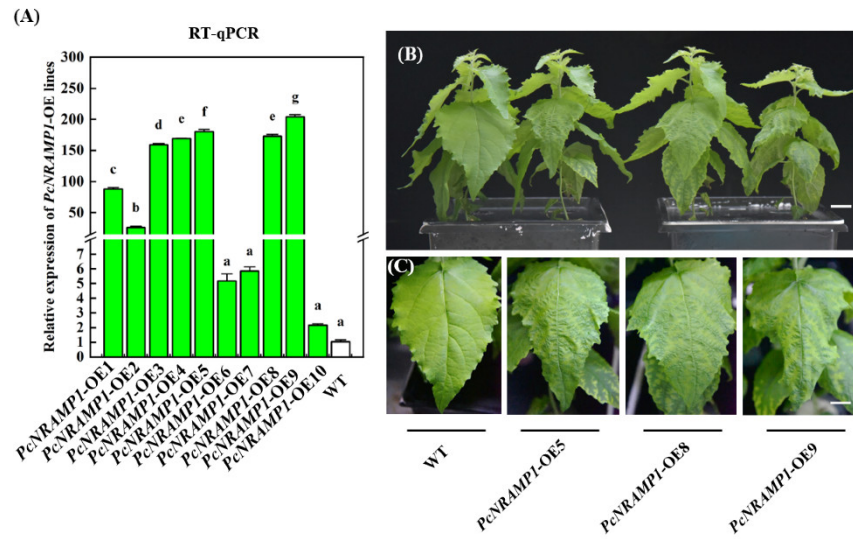 (A)
RT-qPCR
Relative expression of PcNRAMP1-OE lines
300
250
200
150
100
50
7
6
5
4
3
2
1
0
c
b
d
e
f
a
a
e
g
a
a
PcNRAMP1-OE1
PcNRAMP1-OE2
PcNRAMP1-OE3
PcNRAMP1-OE4
PcNRAMP1-OE5
PcNRAMP1-OE6
PcNRAMP1-OE7
PcNRAMP1-OE8
PcNRAMP1-OE9
PcNRAMP1-OE10
WT
(B)
(C)
WT
PcNRAMP1-OE5
PcNRAMP1-OE8
PcNRAMP1-OE9